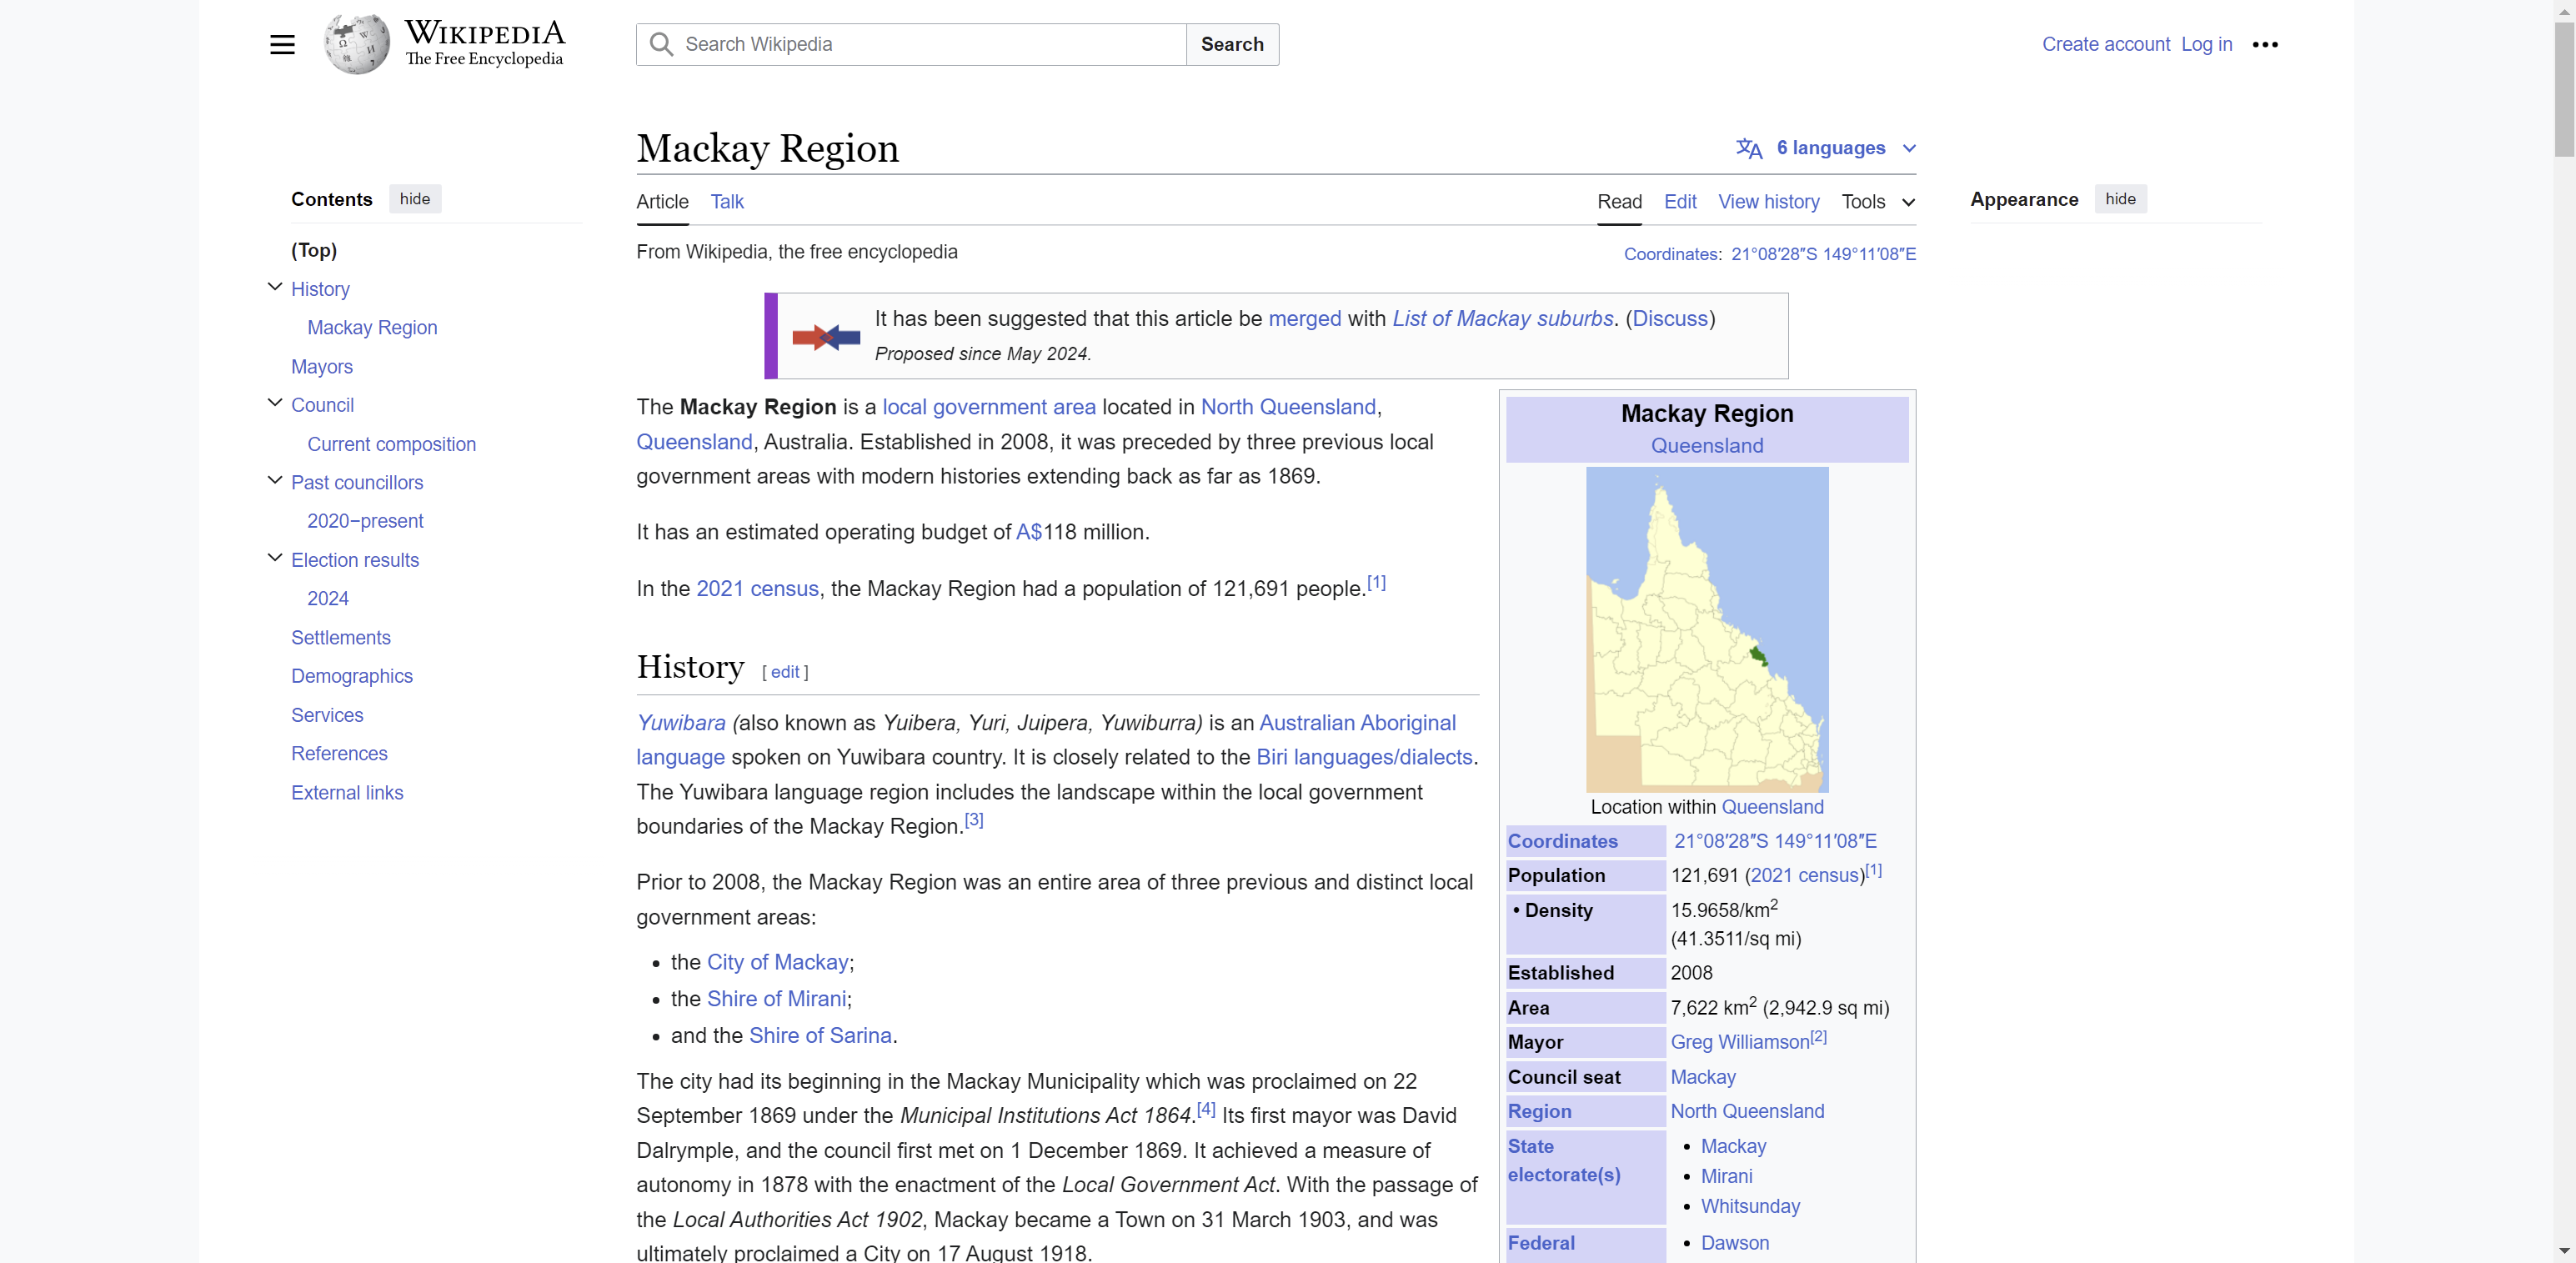 WIKIPEDIA
The Free Encyclopedia
Search Wikipedia
Search
Create account Log in
Contents hide
(Top)
History
Mackay Region
Mayors
Council
Current composition
Past councillors
2020–present
Election results
2024
Settlements
Demographics
Services
References
External links
Mackay Region
6 languages
Article Talk
Read Edit View history Tools
Appearance hide
From Wikipedia, the free encyclopedia
Coordinates: 21°08′28″S 149°11′08″E
It has been suggested that this article be merged with List of Mackay suburbs. (Discuss)
Proposed since May 2024.
The Mackay Region is a local government area located in North Queensland,
Queensland, Australia. Established in 2008, it was preceded by three previous local
government areas with modern histories extending back as far as 1869.
It has an estimated operating budget of A$118 million.
In the 2021 census, the Mackay Region had a population of 121,691 people.[1]
History [ edit ]
Yuwibara (also known as Yuibera, Yuri, Juipera, Yuwiburra) is an Australian Aboriginal
language spoken on Yuwibara country. It is closely related to the Biri languages/dialects.
The Yuwibara language region includes the landscape within the local government
boundaries of the Mackay Region.[3]
Prior to 2008, the Mackay Region was an entire area of three previous and distinct local
government areas:
• the City of Mackay;
• the Shire of Mirani;
• and the Shire of Sarina.
The city had its beginning in the Mackay Municipality which was proclaimed on 22
September 1869 under the Municipal Institutions Act 1864.[4] Its first mayor was David
Dalrymple, and the council first met on 1 December 1869. It achieved a measure of
autonomy in 1878 with the enactment of the Local Government Act. With the passage of
the Local Authorities Act 1902, Mackay became a Town on 31 March 1903, and was
ultimately proclaimed a City on 17 August 1918.
Mackay Region
Queensland
Location within Queensland
Coordinates 21°08′28″S 149°11′08″E
Population 121,691 (2021 census)[1]
• Density 15.9658/km2
(41.3511/sq mi)
Established 2008
Area 7,622 km2 (2,942.9 sq mi)
Mayor Greg Williamson[2]
Council seat Mackay
Region North Queensland
State
electorate(s)
• Mackay
• Mirani
• Whitsunday
Federal • Dawson